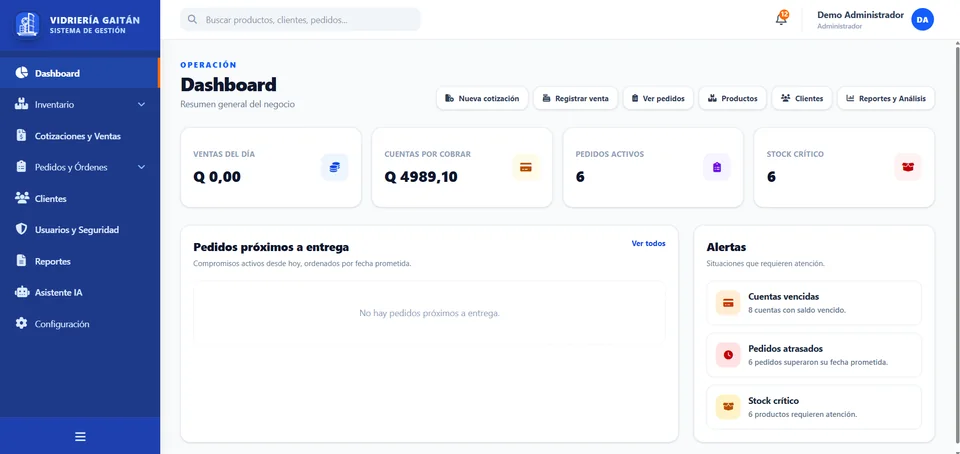 VIDRIERÍA GAITÁN
SISTEMA DE GESTIÓN
Dashboard
Inventario
Cotizaciones y Ventas
Pedidos y Órdenes
Clientes
Usuarios y Seguridad
Reportes
Asistente IA
Configuración
Buscar productos, clientes, pedidos...
12
Demo Administrador
Administrador
DA
OPERACIÓN
Dashboard
Resumen general del negocio
Nueva cotización
Registrar venta
Ver pedidos
Productos
Clientes
Reportes y Análisis
VENTAS DEL DÍA
Q 0,00
CUENTAS POR COBRAR
Q 4989,10
PEDIDOS ACTIVOS
6
STOCK CRÍTICO
6
Pedidos próximos a entrega
Ver todos
Compromisos activos desde hoy, ordenados por fecha prometida.
No hay pedidos próximos a entrega.
Alertas
Situaciones que requieren atención.
Cuentas vencidas
8 cuentas con saldo vencido.
Pedidos atrasados
6 pedidos superaron su fecha prometida.
Stock crítico
6 productos requieren atención.